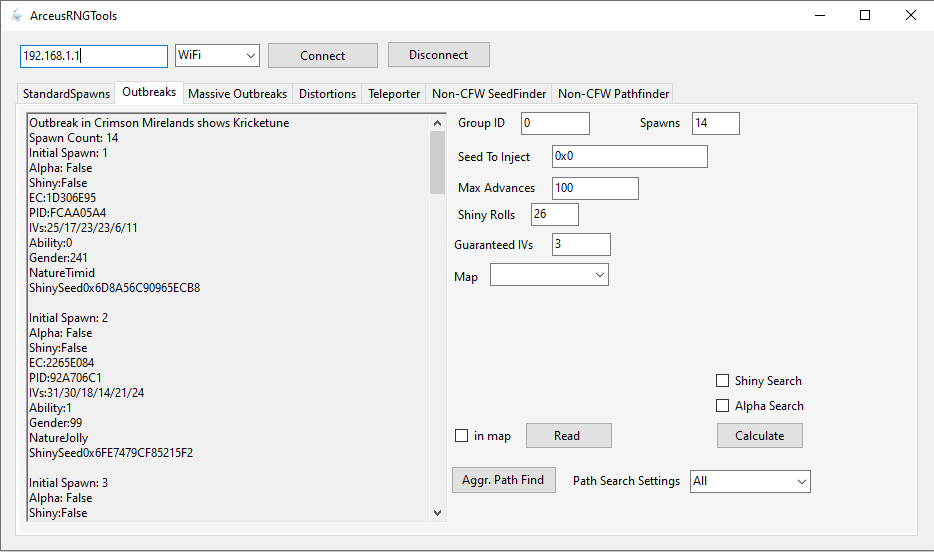 ArceusRNGTools
192.168.1.1 WiFi Connect Disconnect
StandardSpawns Outbreaks Massive Outbreaks Distortions Teleporter Non-CFW SeedFinder Non-CFW Pathfinder
Outbreak in Crimson Mirelands shows Kricketune
Spawn Count: 14
Initial Spawn: 1
Alpha: False
Shiny:False
EC:1D306E95
PID:FCAA05A4
IVs:25/17/23/23/6/11
Ability:0
Gender:241
NatureTimid
ShinySeed0x6D8A56C90965ECB8
Initial Spawn: 2
Alpha: False
Shiny:False
EC:2265E084
PID:92A706C1
IVs:31/30/18/14/21/24
Ability:1
Gender:99
NatureJolly
ShinySeed0x6FE7479CF85215F2
Initial Spawn: 3
Alpha: False
Shiny:False
Group ID 0 Spawns 14
Seed To Inject 0x0
Max Advances 100
Shiny Rolls 26
Guaranteed IVs 3
Map
Shiny Search
Alpha Search
in map Read Calculate
Aggr. Path Find Path Search Settings All